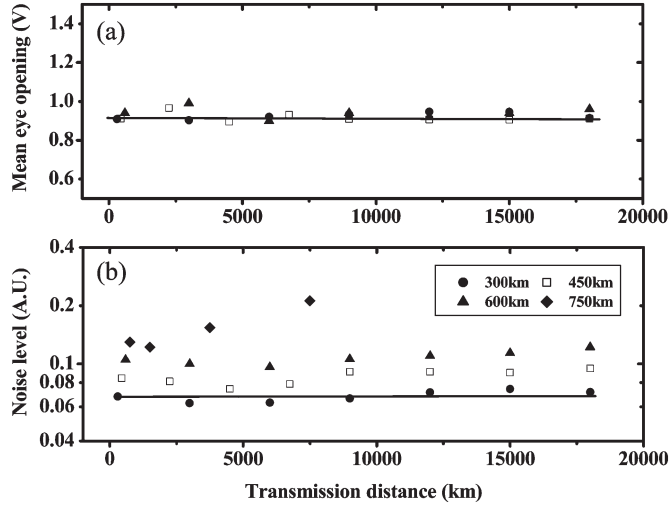 (a)
Mean eye opening (V)
1.4
1.2
1.0
0.8
0.6
0 5000 10000 15000 20000
(b)
Noise level (A.U.)
0.4
0.2
0.1
0.08
0.06
0.04
300km 450km
600km 750km
0 5000 10000 15000 20000
Transmission distance (km)